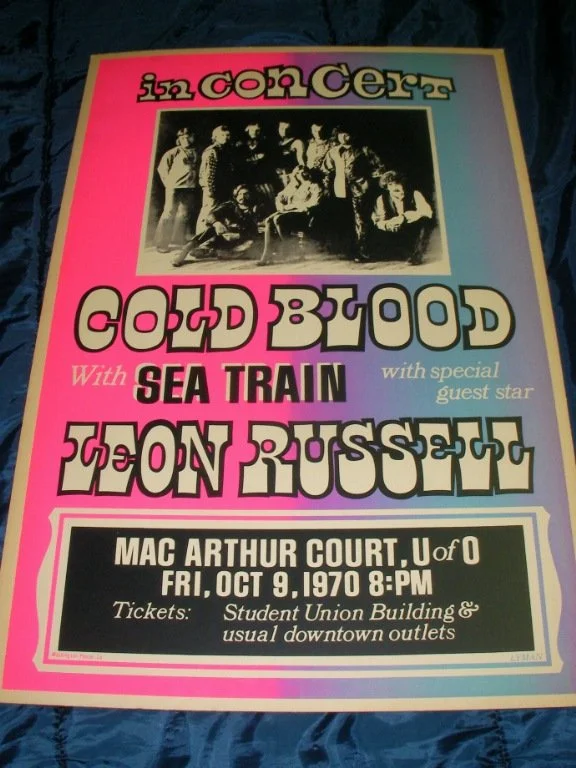 in concert
COLD BLOOD
With SEA TRAIN with special
guest star
LEON RUSSELL
MAC ARTHUR COURT, U of O
FRI, OCT 9, 1970 8:PM
Tickets: Student Union Building &
usual downtown outlets
LYMAN